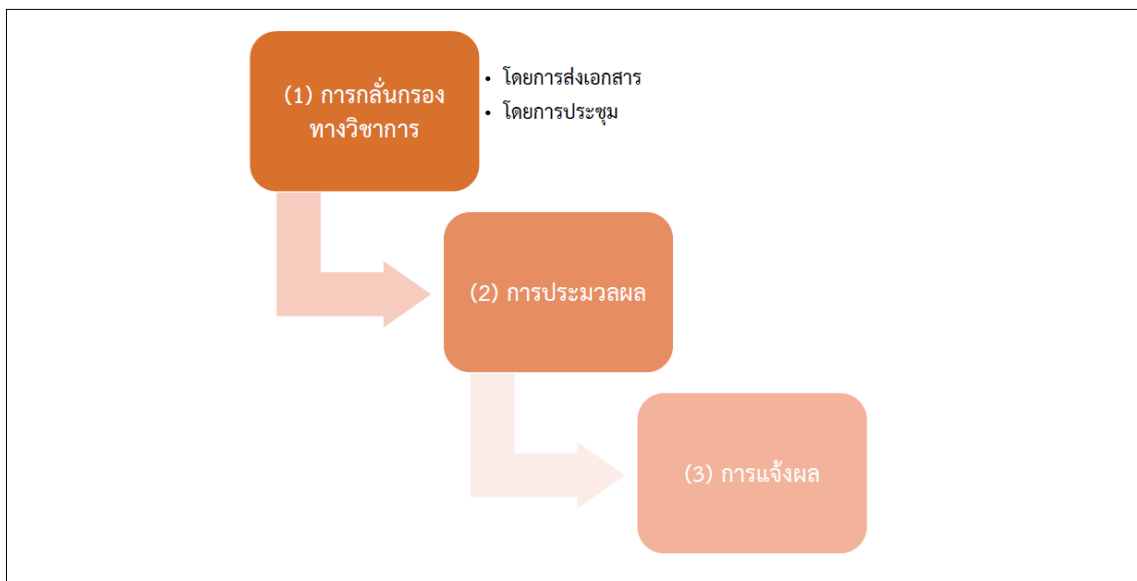 (1) การกลั่นกรอง
ทางวิชาการ
• โดยการส่งเอกสาร
• โดยการประชุม
(2) การประมวลผล
(3) การแจ้งผล